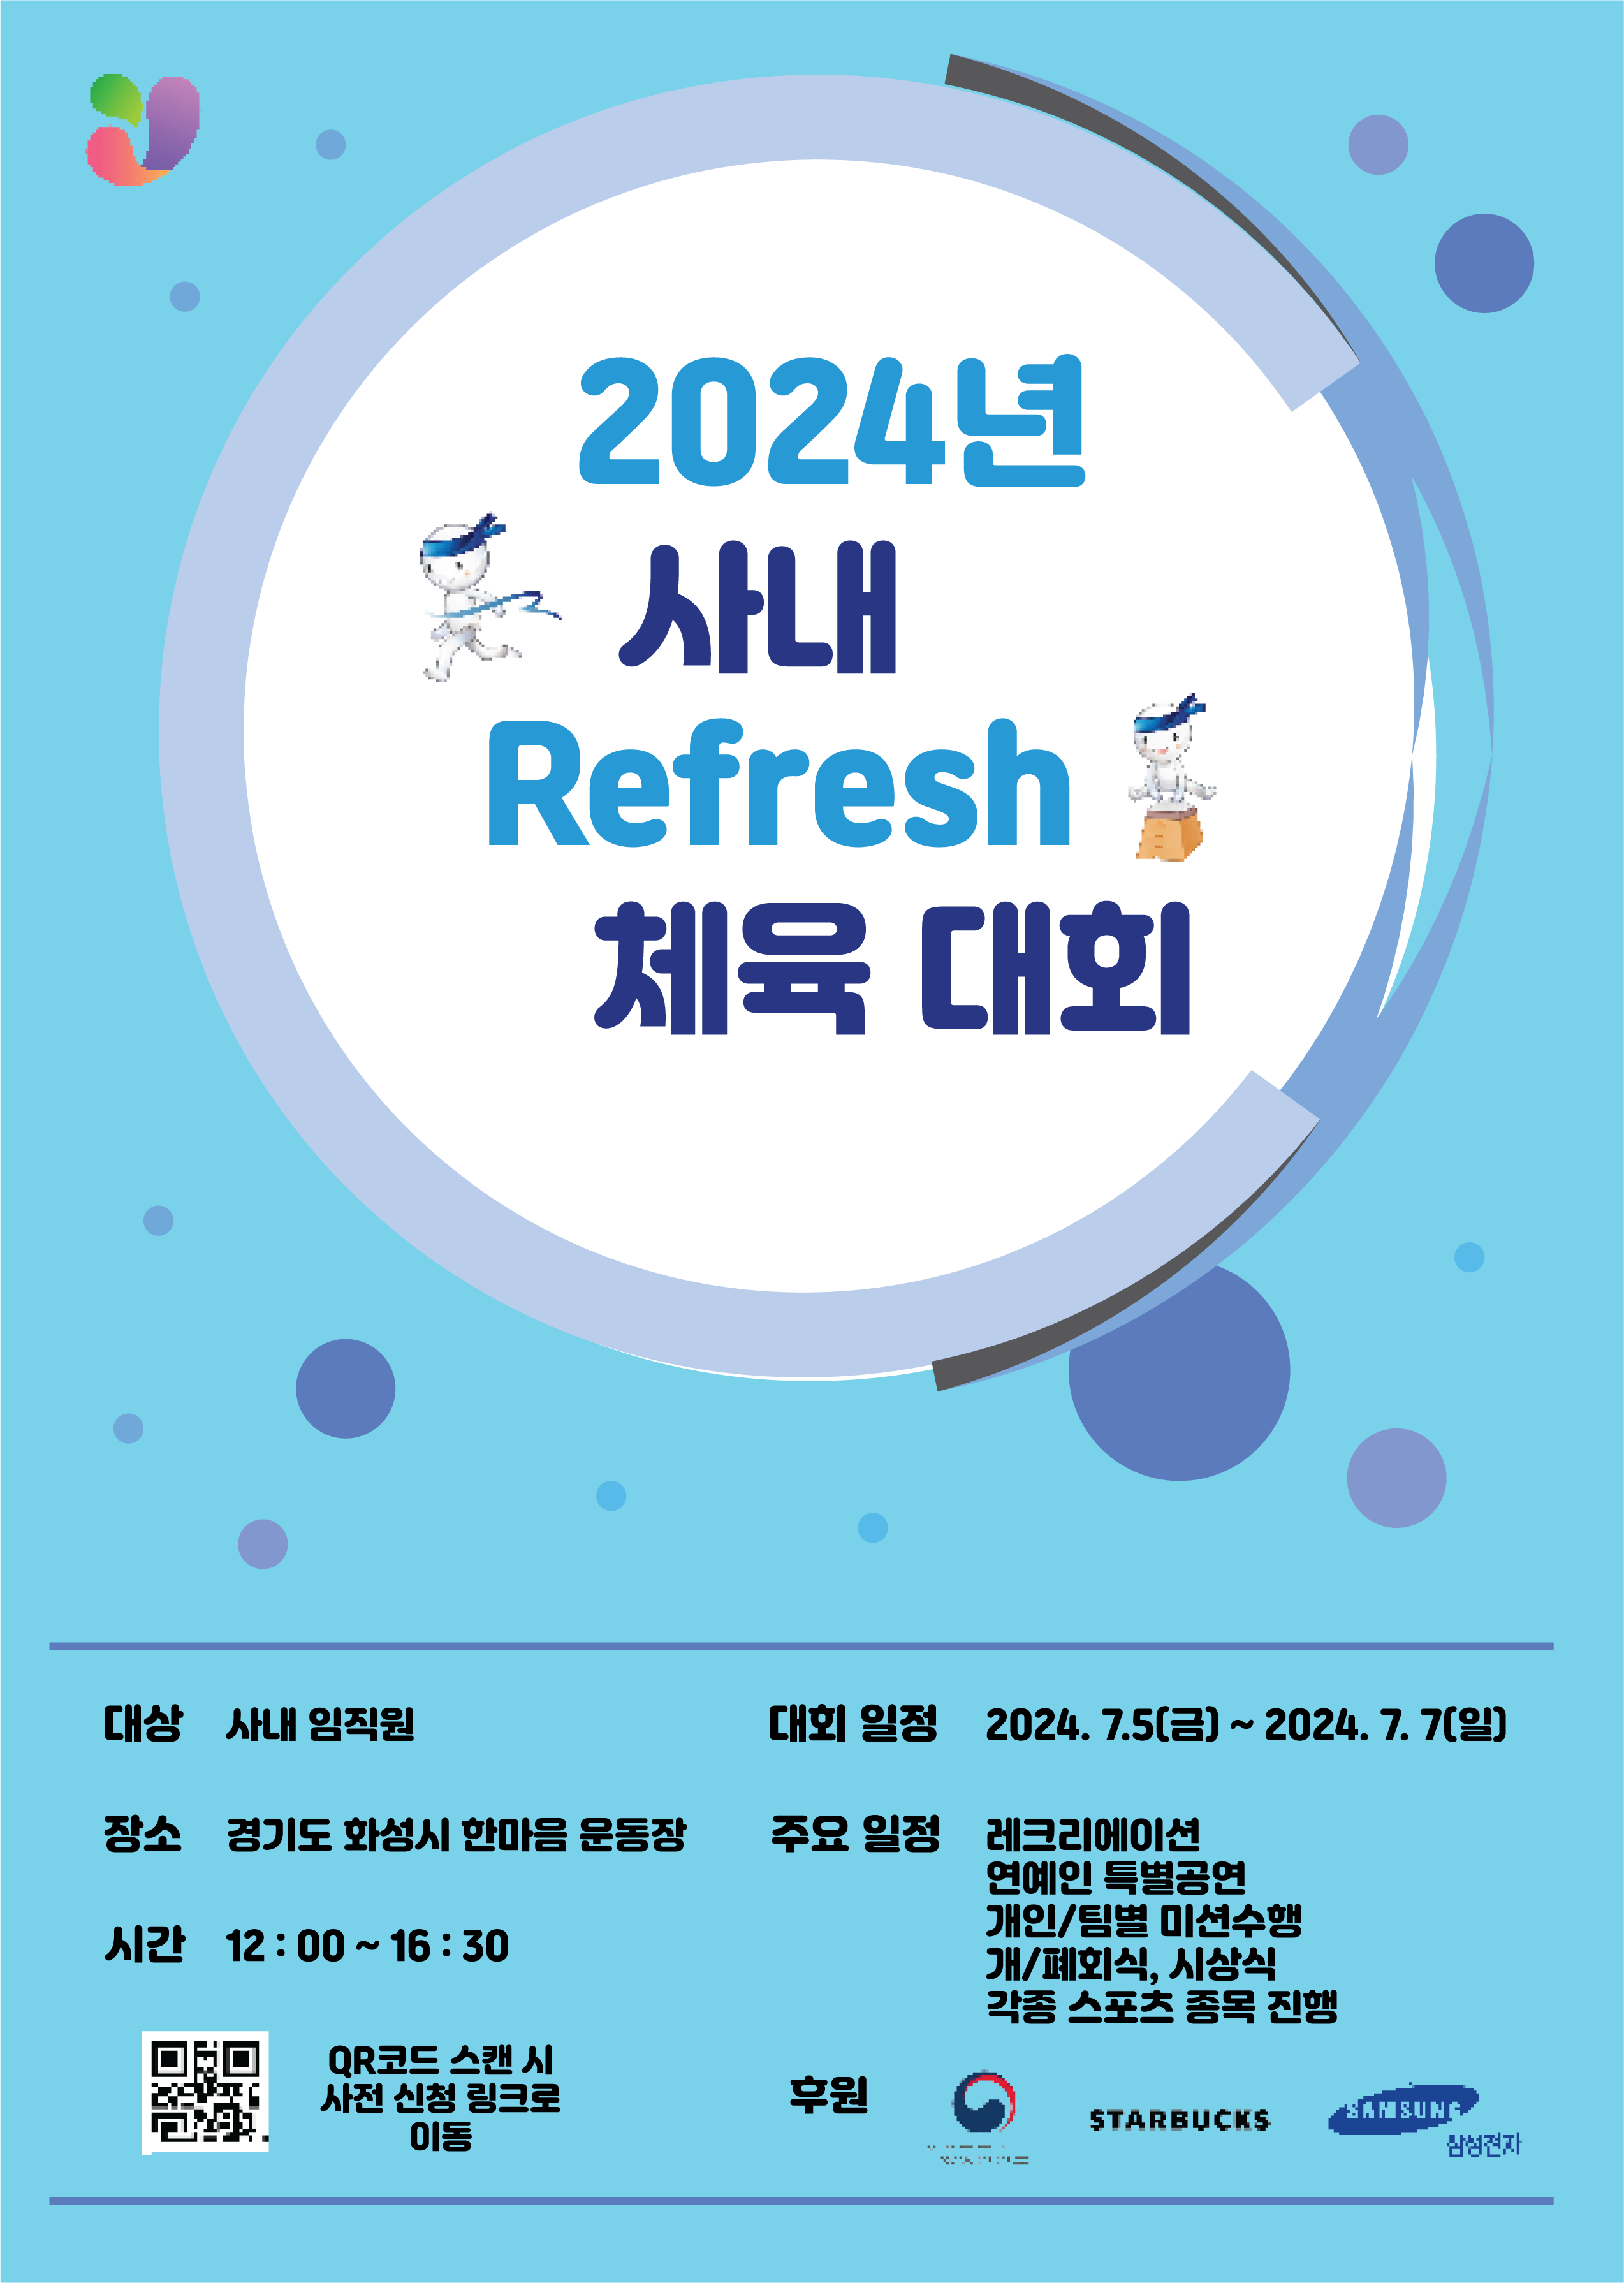 2024년
사내
Refresh
체육 대회
대상 사내 임직원
장소 경기도 화성시 한마음 운동장
시간 12 : 00 ~ 16 : 30
QR코드 스캔 시
사전 신청 링크로
이동
대회 일정 2024. 7.5(금) ~ 2024. 7. 7(일)
주요 일정 레크리에이션
연예인 특별공연
개인/팀별 미션수행
개/폐회식, 시상식
각종 스포츠 종목 진행
후원
STARBUCKS
SAMSUNG
삼성전자